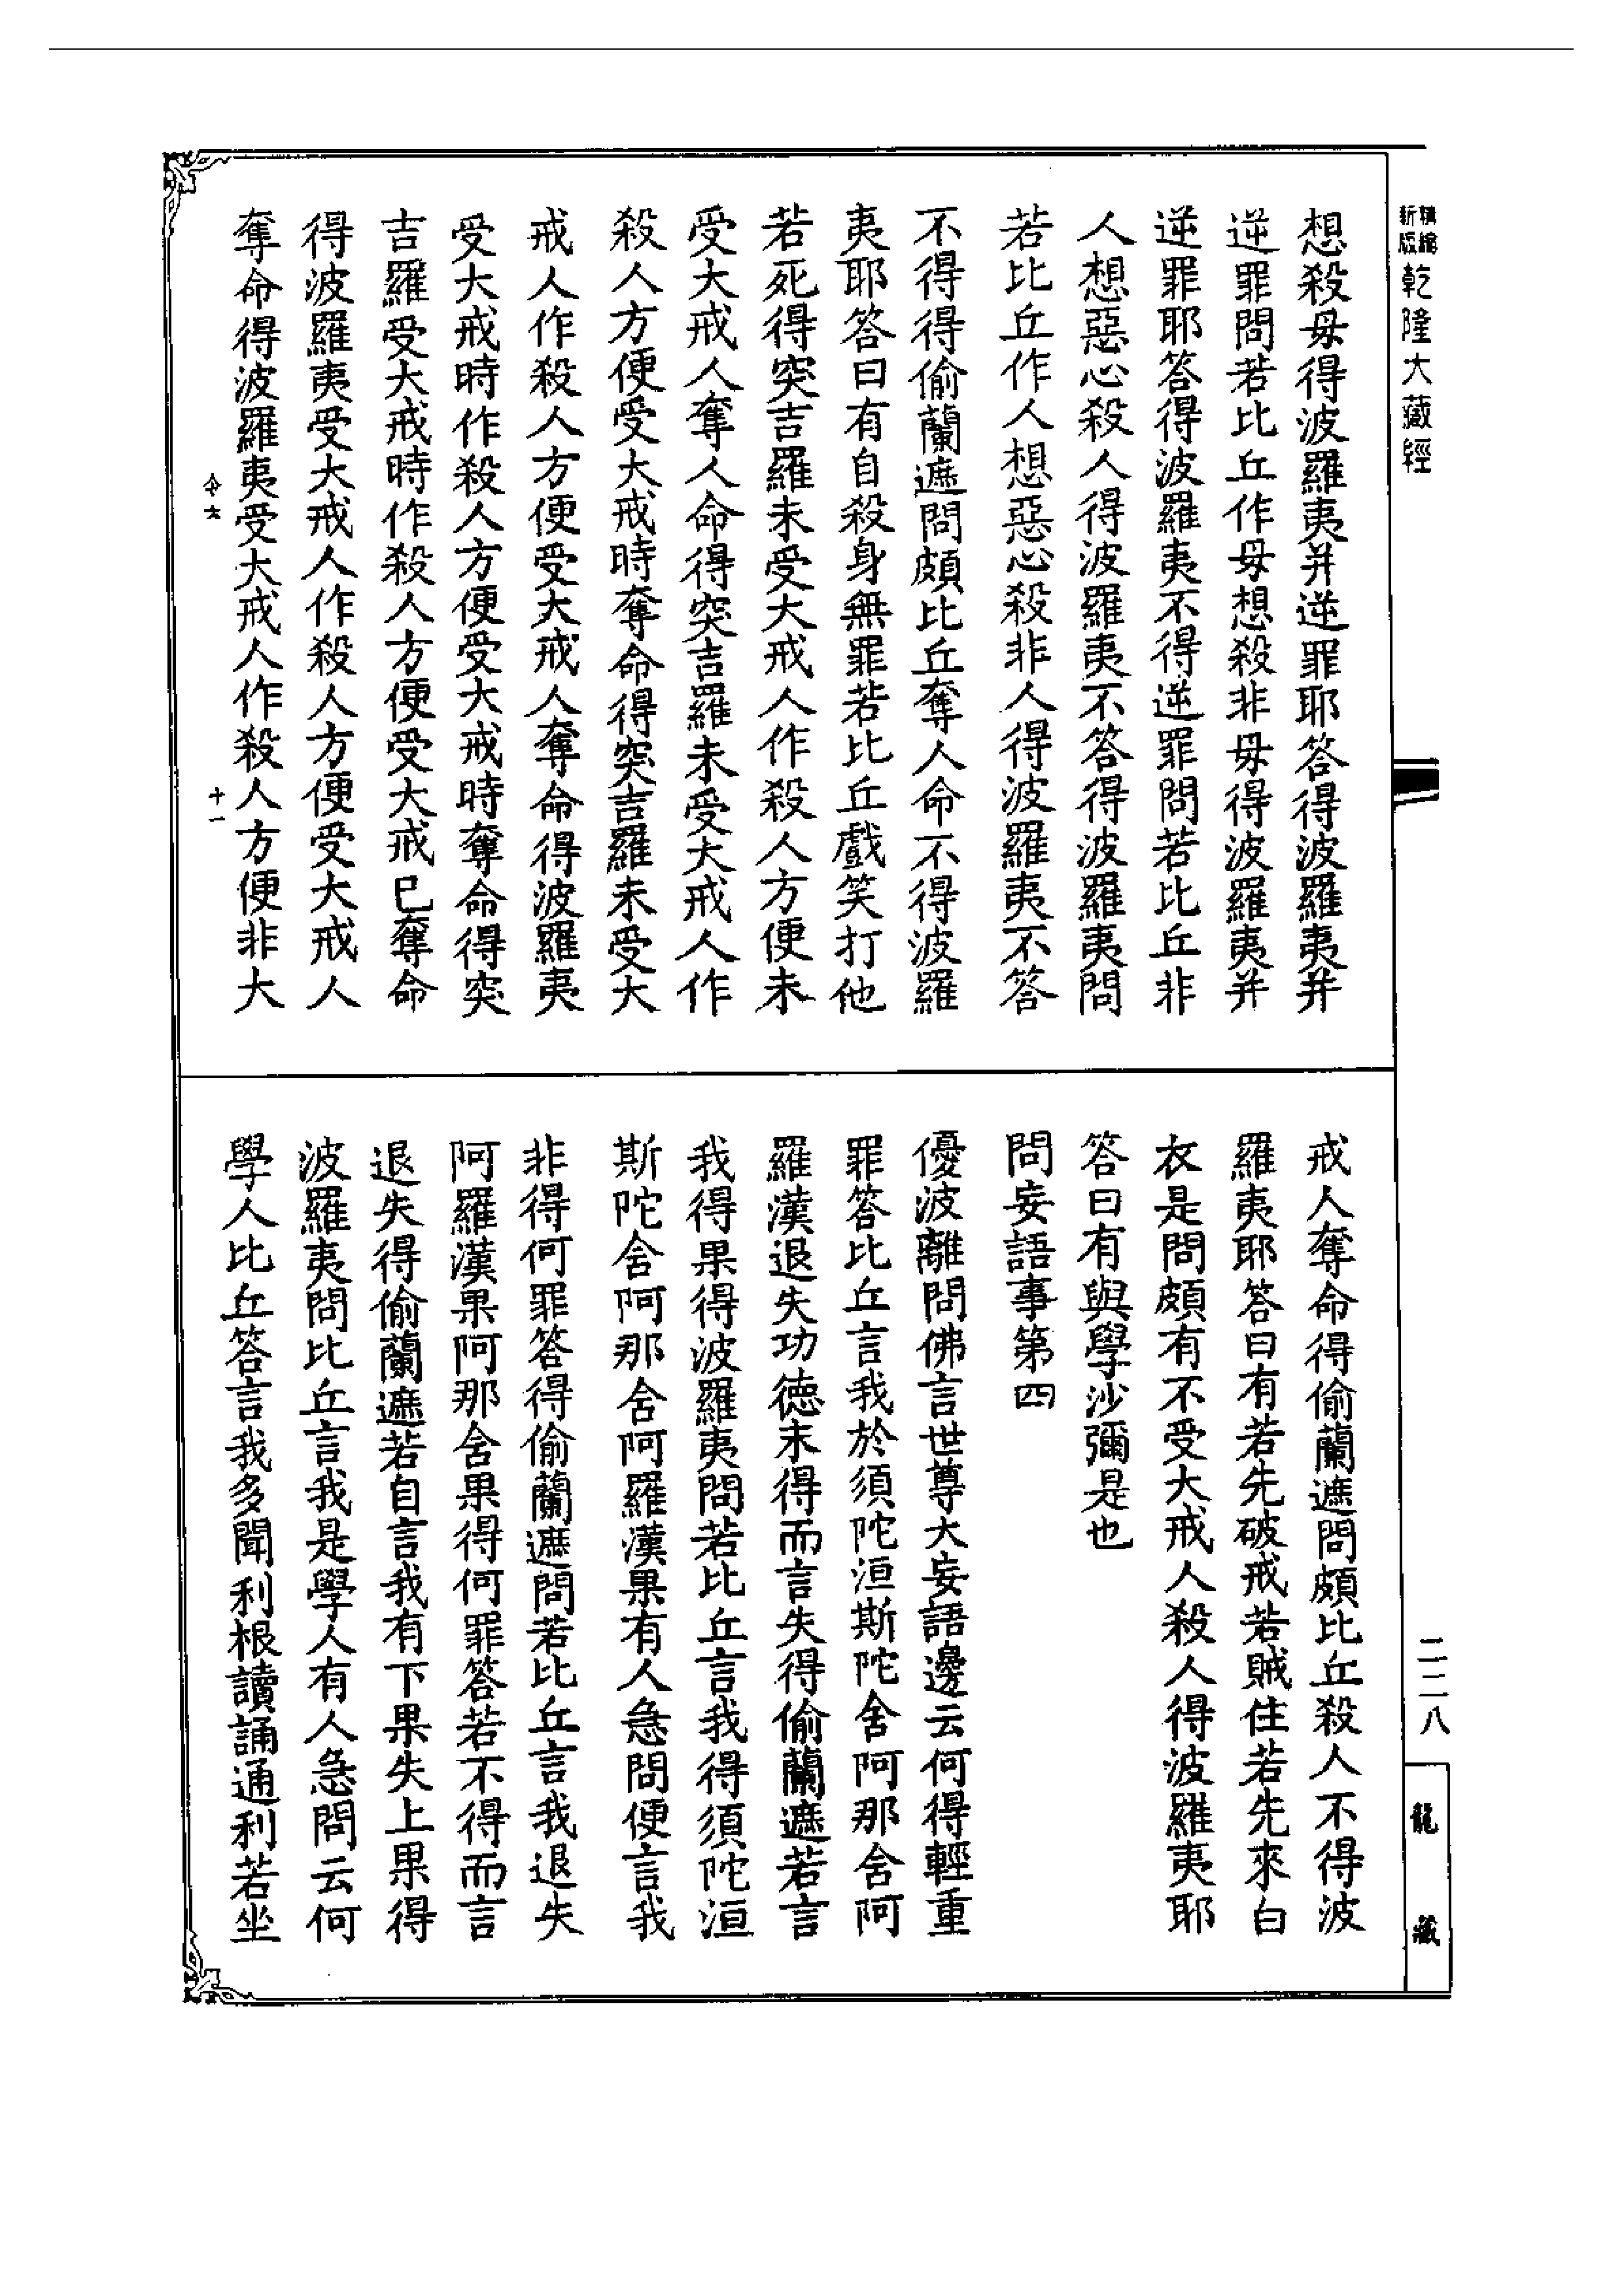 新編
新版
乾隆大藏經
想殺母得波羅夷并逆罪耶答得波羅夷并
逆罪問若比丘作母想殺非母得波羅夷并
逆罪耶答得波羅夷不得逆罪問若比丘非
人想惡心殺人得波羅夷不答得波羅夷問
若比丘作人想惡心殺非人得波羅夷不答
不得得偷蘭遮問頗比丘奪人命不得波羅
夷耶答曰有自殺身無罪若比丘戲笑打他
若死得突吉羅未受大戒人作殺人方便未
受大戒人奪人命得突吉羅未受大戒人作
殺人方便受大戒時奪命得突吉羅未受大
戒人作殺人方便受大戒人奪命得波羅夷
受大戒時作殺人方便受大戒時奪命得突
吉羅受大戒時作殺人方便受大戒已奪命
得波羅夷受大戒人作殺人方便受大戒人
奪命得波羅夷受大戒人作殺人方便非大
十一
戒人奪命得偷蘭遮問頗比丘殺人不得波
羅夷耶答曰有若先破戒若賊住若先來白
衣是問頗有不受大戒人殺人得波羅夷耶
答曰有與學沙彌是也
問妄語事第四
優波離問佛言世尊大妄語邊云何得輕重
罪答比丘言我於須陀洹斯陀舍阿那舍阿
羅漢退失功德未得而言失得偷蘭遮若言
我得果得波羅夷問若比丘言我得須陀洹
斯陀舍阿那舍阿羅漢果有人急問便言我
非得何罪答得偷蘭遮問若比丘言我退失
阿羅漢果阿那舍果得何罪答若不得而言
退失得偷蘭遮若自言我有下果失上果得
波羅夷問比丘言我是學人有人急問云何
學人比丘答言我多聞利根讀誦通利若坐
二二八
龍藏